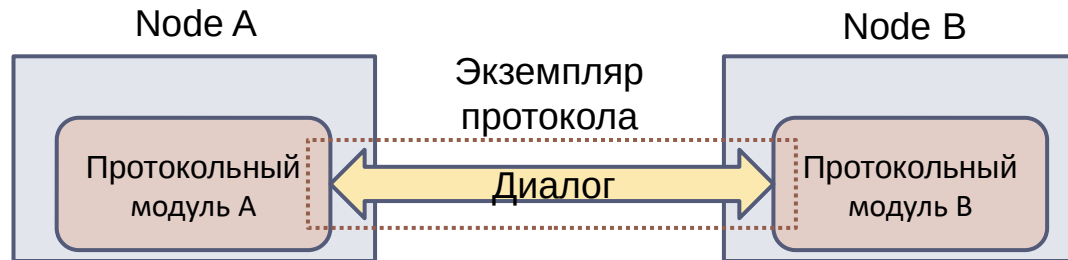 Node A
Node B
Экземпляр
протокола
Протокольный
модуль A
Диалог
Протокольный
модуль B